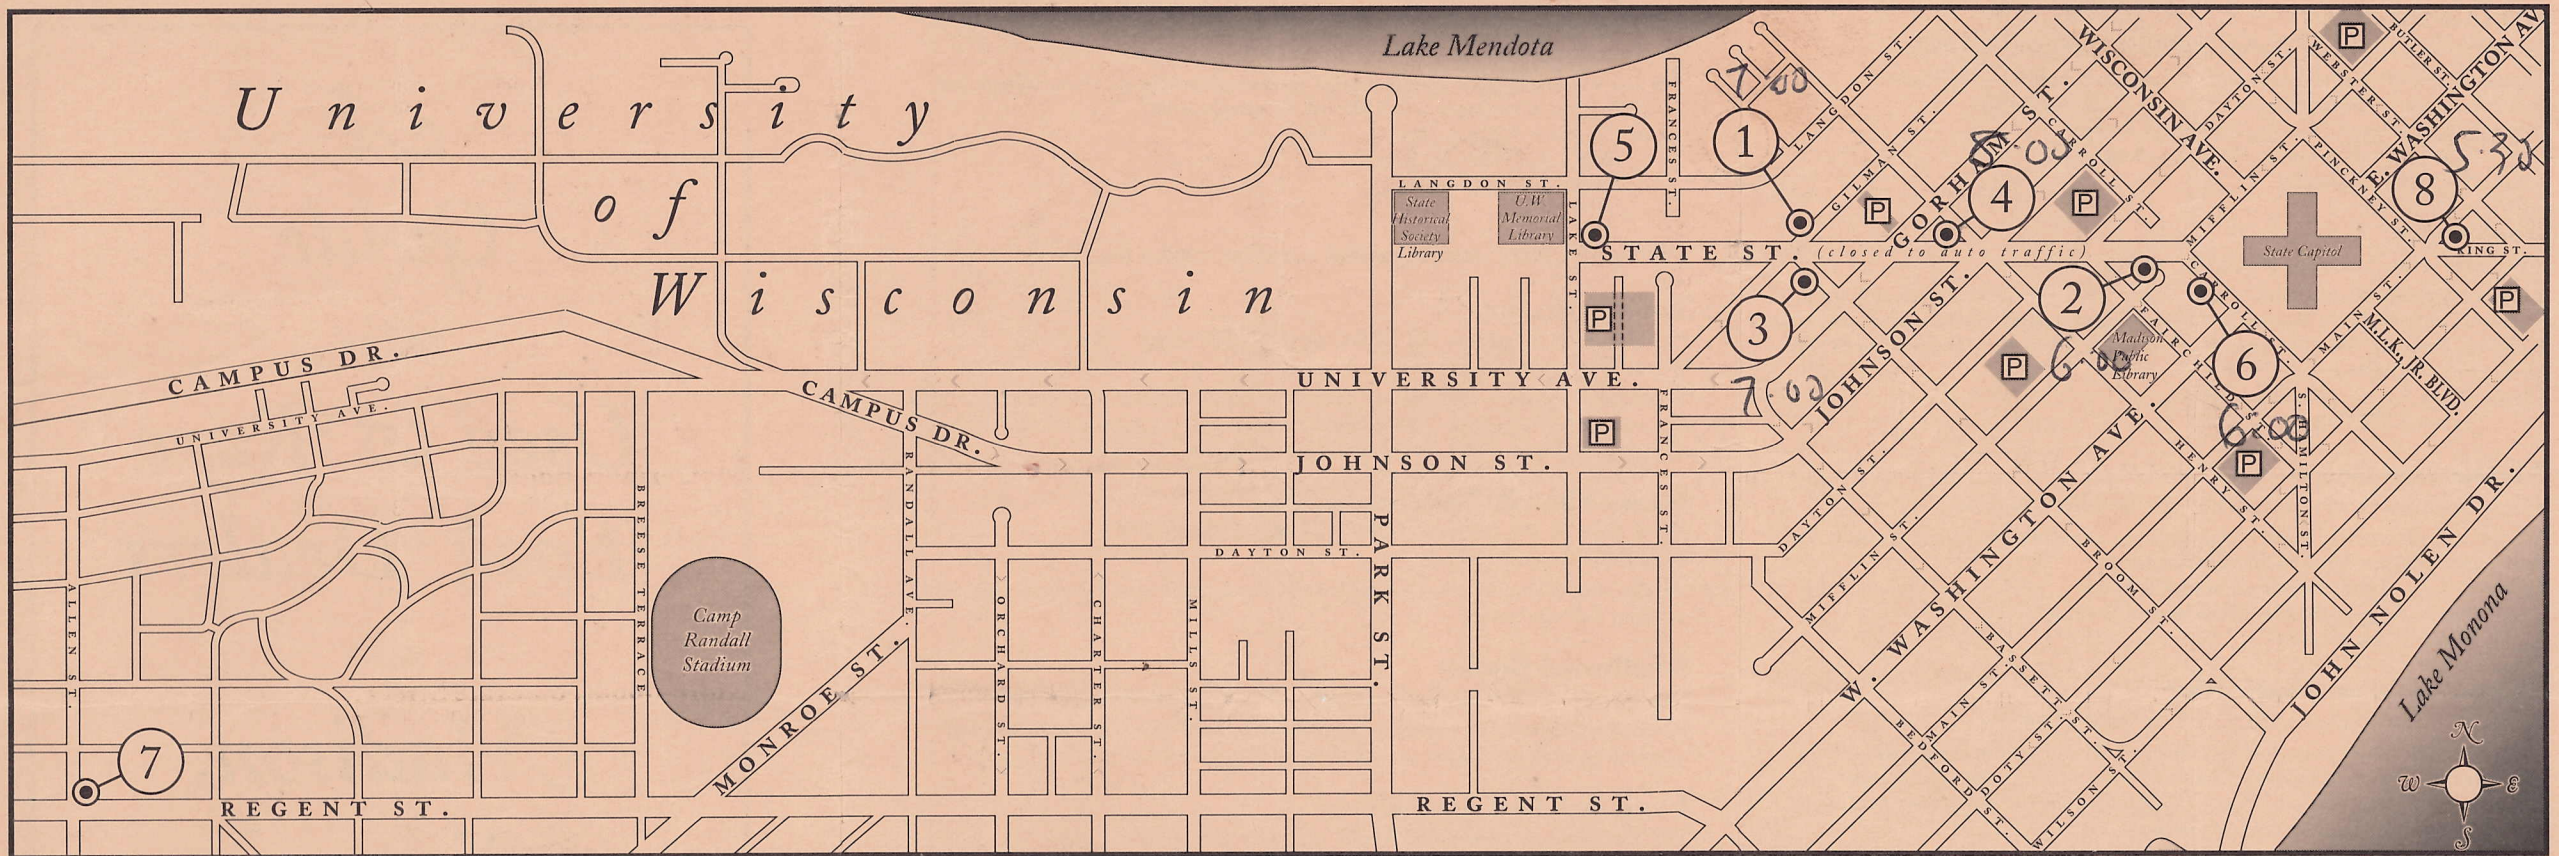 Lake Mendota
University
of
Wisconsin
CAMPUS DR.
UNIVERSITY AVE.
CAMPUS DR.
UNIVERSITY AVE.
JOHNSON ST.
DAYTON ST.
RANDALL AVE.
BREESE TERRACE
ALLEN ST.
Camp
Randall
Stadium
MONROE ST.
ORCHARD ST.
CHARTER ST.
MILLS ST.
PARK ST.
7
REGENT ST.
REGENT ST.
LANGDON ST.
State
Historical
Society
Library
U.W.
Memorial
Library
LAKE ST.
FRANCES ST.
FRANCES ST.
5
1
7:00
LANGDON ST.
GILMAN ST.
GORHAM ST.
8:00
4
STATE ST. (closed to auto traffic)
3
7:00
JOHNSON ST.
2
6:00
Madison
Public
Library
6
6:00
WISCONSIN AVE.
WISCONSIN AVE.
CARROLL ST.
DAYTON ST.
WEBSTER ST.
BUTLER ST.
E. WASHINGTON AV
MIFFLIN ST.
PINCKNEY ST.
8
5:30
KING ST.
State Capitol
CARROLL ST.
FAIRCHILD ST.
MAIN ST.
M.L.K. JR. BLVD.
S. HAMILTON ST.
HENRY ST.
W. WASHINGTON AVE.
DAYTON ST.
MIFFLIN ST.
BROOM ST.
BASSETT ST.
BEDFORD ST.
MAIN ST.
DOTY ST.
WILSON ST.
JOHN NOLEN DR.
Lake Monona
P
P
P
P
P
P
P
P
N
W
E
S